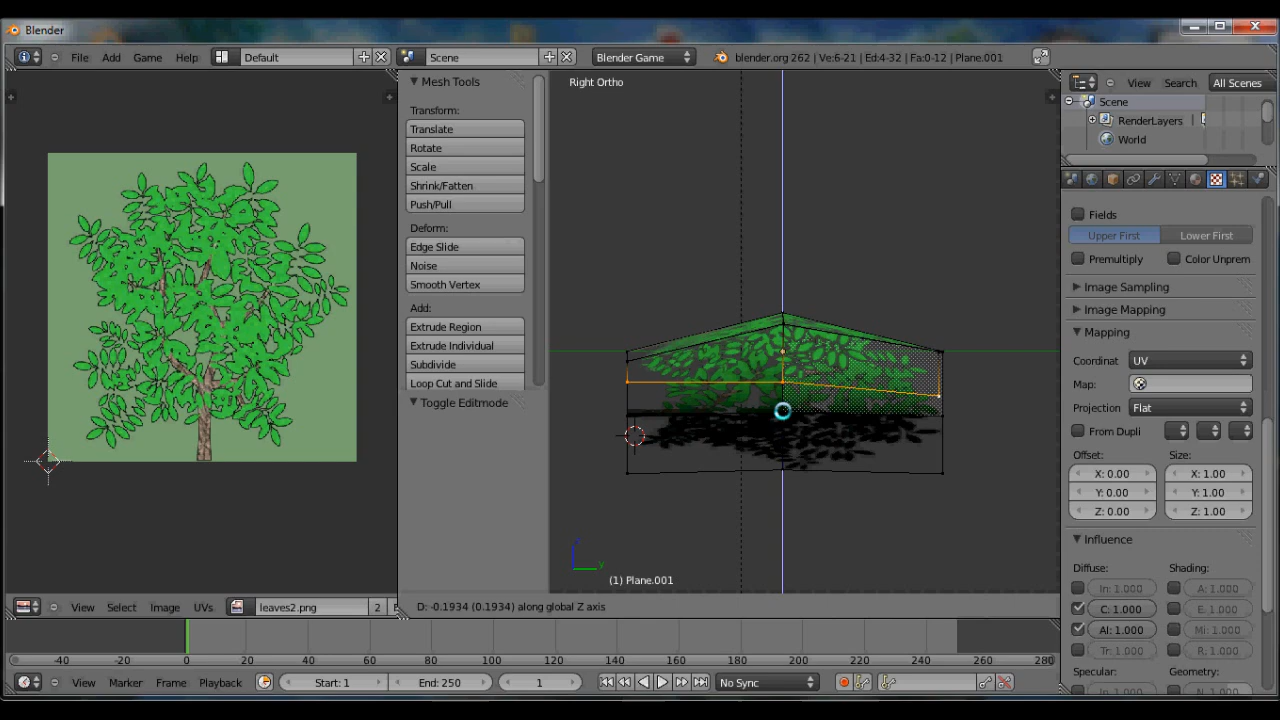 Blender
File Add Game Help Default Scene Blender Game blender.org 262 | Ve:6-21 | Ed:4-32 | Fa:0-12 | Plane.001
Mesh Tools
Transform:
Translate
Rotate
Scale
Shrink/Fatten
Push/Pull
Deform:
Edge Slide
Noise
Smooth Vertex
Add:
Extrude Region
Extrude Individual
Subdivide
Loop Cut and Slide
Toggle Editmode
Right Ortho
(1) Plane.001
View Search All Scenes
Scene
RenderLayers |
World
Fields
Upper First Lower First
Premultiply Color Unprem
Image Sampling
Image Mapping
Mapping
Coordinat UV
Map:
Projection Flat
From Dupli
Offset: Size:
X: 0.00 X: 1.00
Y: 0.00 Y: 1.00
Z: 0.00 Z: 1.00
Influence
Diffuse: Shading:
In: 1.000 A: 1.000
C: 1.000 E: 1.000
Al: 1.000 Mi: 1.000
Tr: 1.000 R: 1.000
Specular: Geometry:
View Select Image UVs leaves2.png 2 D: -0.1934 (0.1934) along global Z axis
-40 -20 0 20 40 60 80 100 120 140 160 180 200 220 240 260 280
View Marker Frame Playback Start: 1 End: 250 1 No Sync